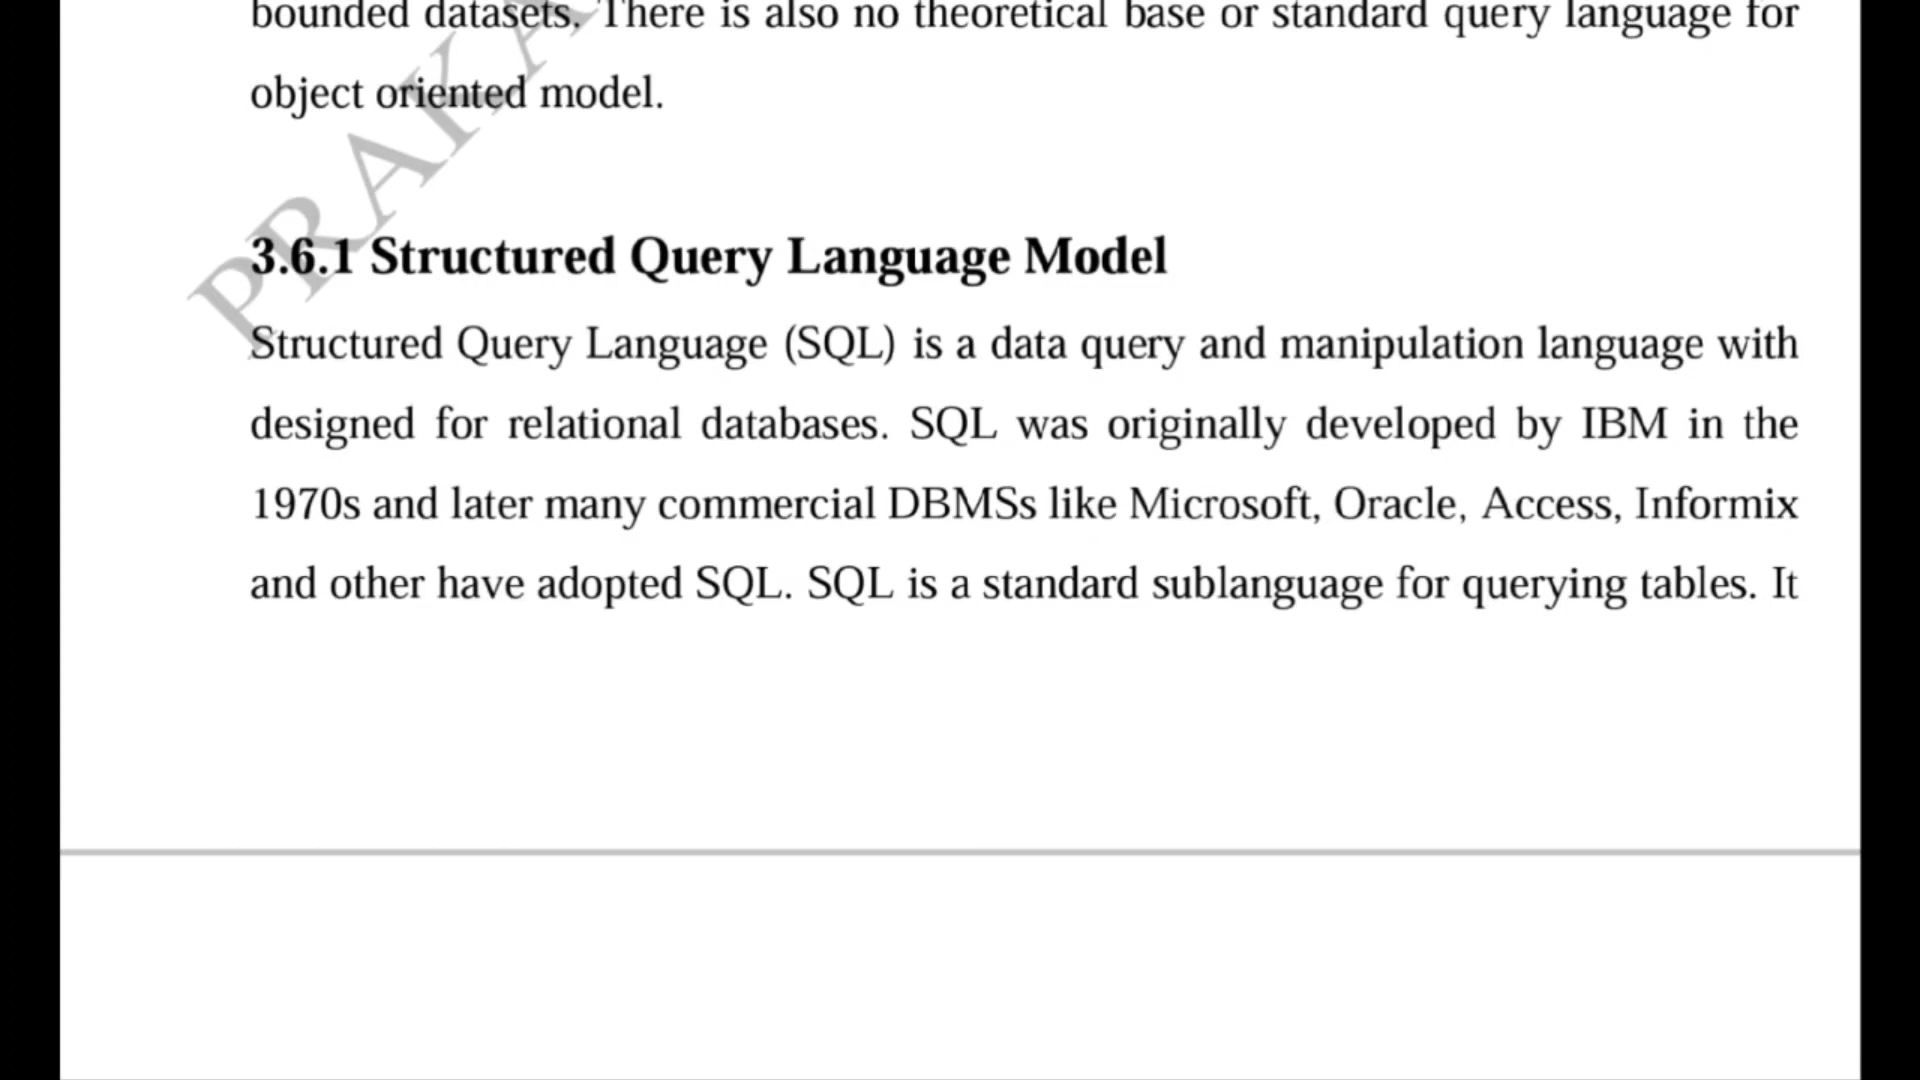 bounded datasets. There is also no theoretical base or standard query language for
object oriented model.
3.6.1 Structured Query Language Model
Structured Query Language (SQL) is a data query and manipulation language with
designed for relational databases. SQL was originally developed by IBM in the
1970s and later many commercial DBMSs like Microsoft, Oracle, Access, Informix
and other have adopted SQL. SQL is a standard sublanguage for querying tables. It
PRAKA